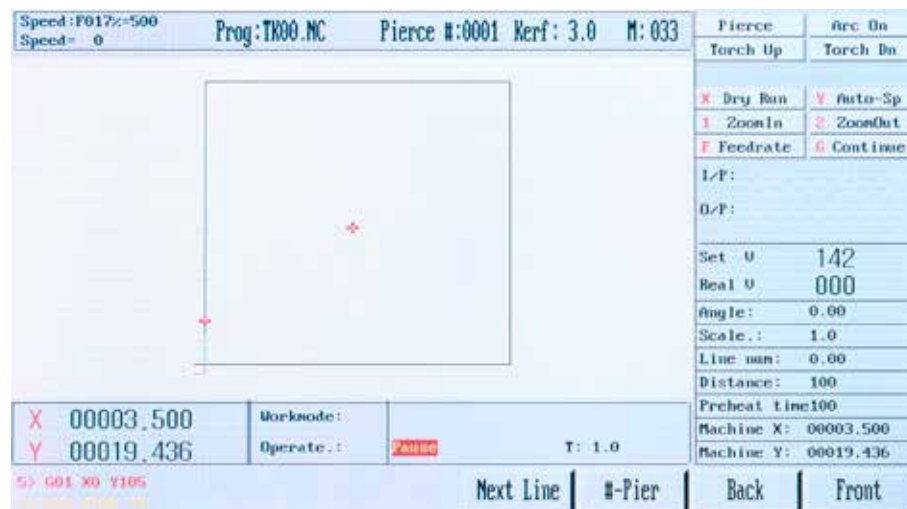 Speed:F017%=500
Speed= 0
Prog:TK00.NC
Pierce #:0001
Kerf: 3.0
M: 033
Pierce
Arc On
Torch Up
Torch Dn
X Dry Run
Y Auto-Sp
1 ZoomIn
2 ZoomOut
F Feedrate
G Continue
I/P:
O/P:
Set V 142
Real V 000
Angle: 0.00
Scale.: 1.0
Line num: 0.00
Distance: 100
Preheat time100
Machine X: 00003.500
Machine Y: 00019.436
X 00003.500
Y 00019.436
Workmode:
Operate.: Pause T: 1.0
5> G01 X0 Y105
Next Line
#-Pier
Back
Front